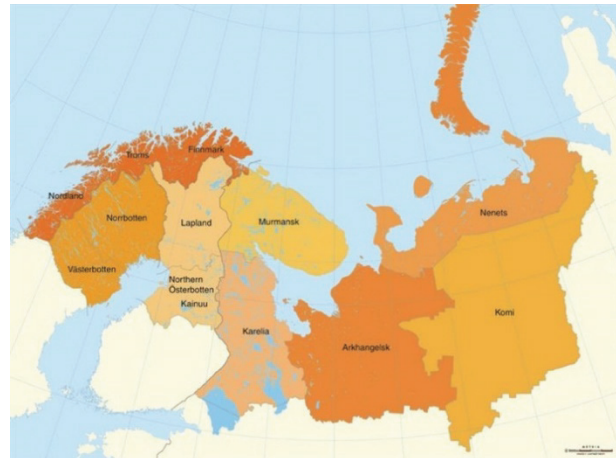 Finnmark
Troms
Nordland
Norrbotten
Lapland
Murmansk
Nenets
Västerbotten
Northern
Österbotten
Kainuu
Karelia
Arkhangelsk
Komi